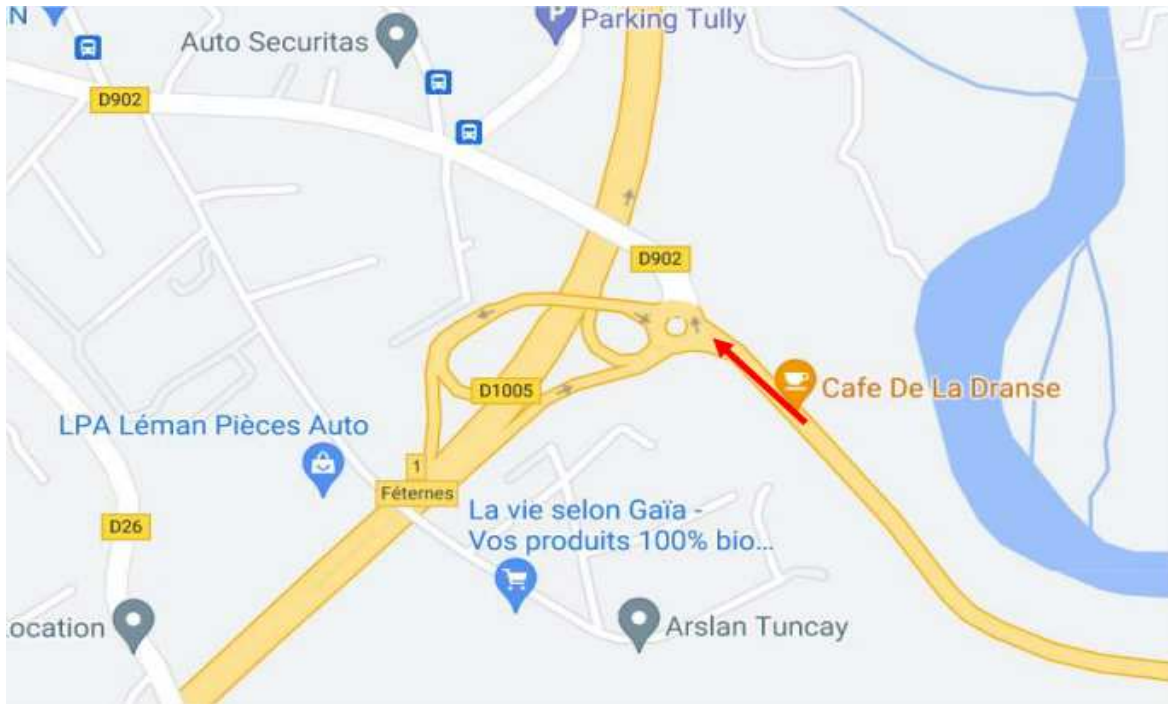 N
P
Parking Tully
Auto Securitas
D902
D902
Cafe De La Dranse
D1005
LPA Léman Pièces Auto
1
Féternes
La vie selon Gaïa -
Vos produits 100% bio...
D26
ocation
Arslan Tuncay